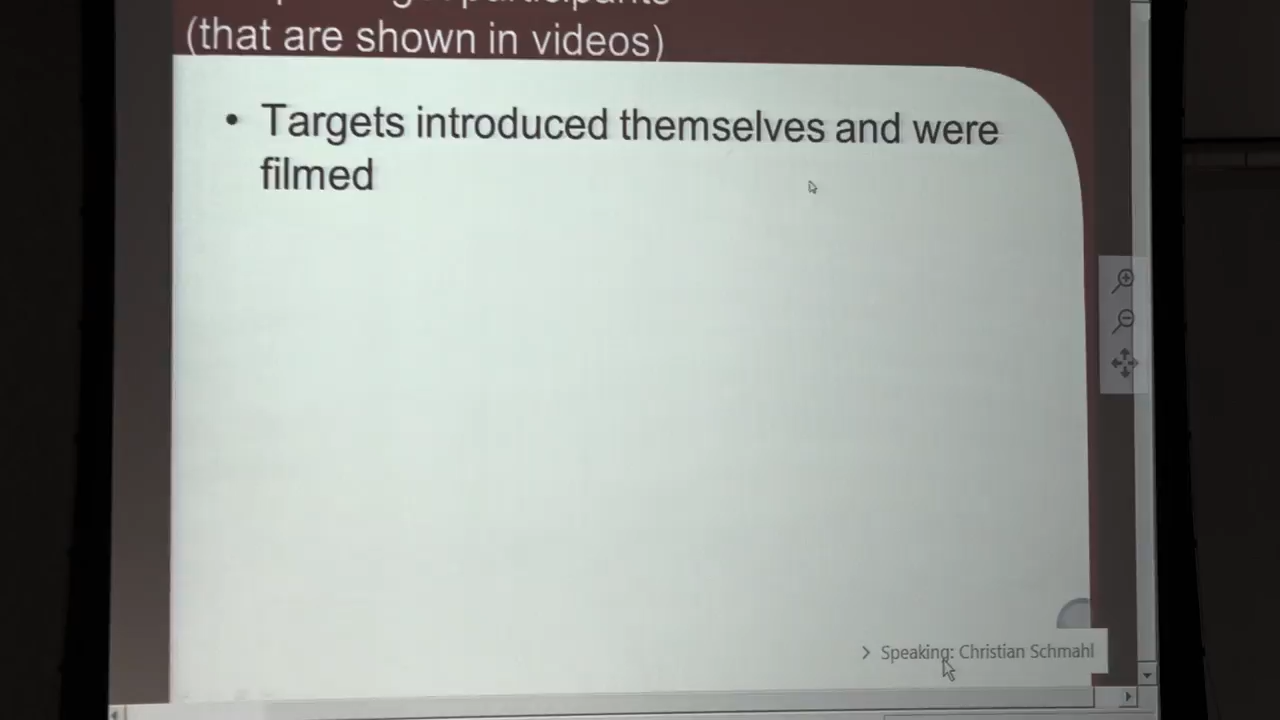 (that are shown in videos)
• Targets introduced themselves and were
filmed
> Speaking: Christian Schmahl